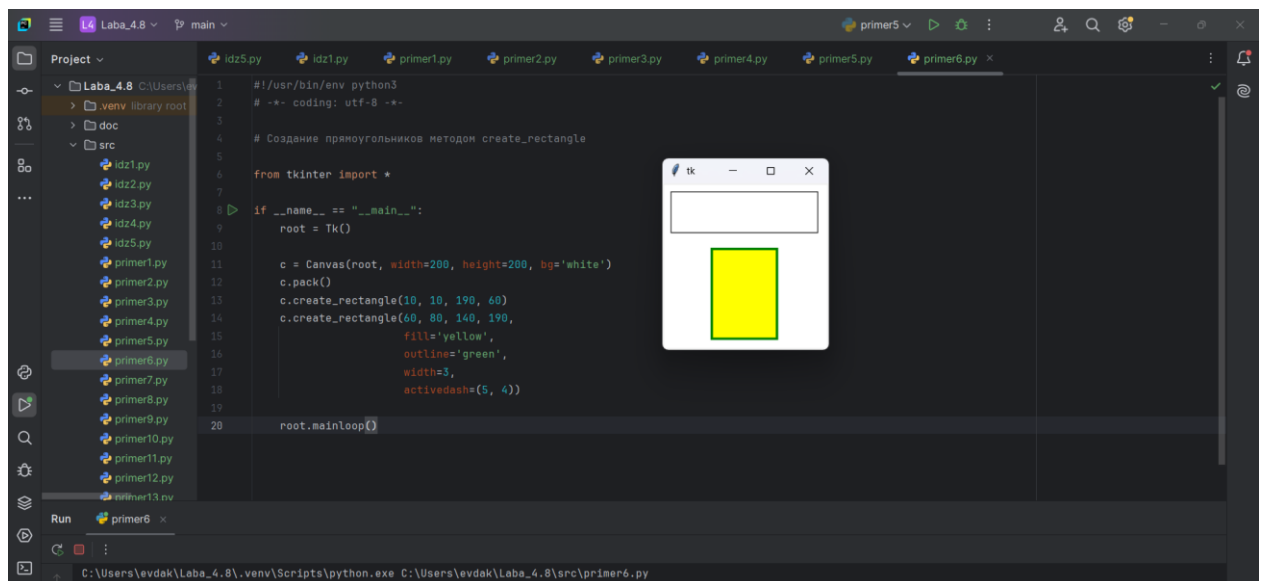 L4 Laba_4.8 main primer5
Project
idz5.py idz1.py primer1.py primer2.py primer3.py primer4.py primer5.py primer6.py
Laba_4.8 C:\Users\ev
.venv library root
doc
src
idz1.py
idz2.py
idz3.py
idz4.py
idz5.py
primer1.py
primer2.py
primer3.py
primer4.py
primer5.py
primer6.py
primer7.py
primer8.py
primer9.py
primer10.py
primer11.py
primer12.py
primer13.py
1 #!/usr/bin/env python3
2 # -*- coding: utf-8 -*-
3
4 # Создание прямоугольников методом create_rectangle
5
6 from tkinter import *
7
8 if __name__ == "__main__":
9 root = Tk()
10
11 c = Canvas(root, width=200, height=200, bg='white')
12 c.pack()
13 c.create_rectangle(10, 10, 190, 60)
14 c.create_rectangle(60, 80, 140, 190,
15 fill='yellow',
16 outline='green',
17 width=3,
18 activedash=(5, 4))
19
20 root.mainloop()
tk
Run primer6
C:\Users\evdak\Laba_4.8\.venv\Scripts\python.exe C:\Users\evdak\Laba_4.8\src\primer6.py